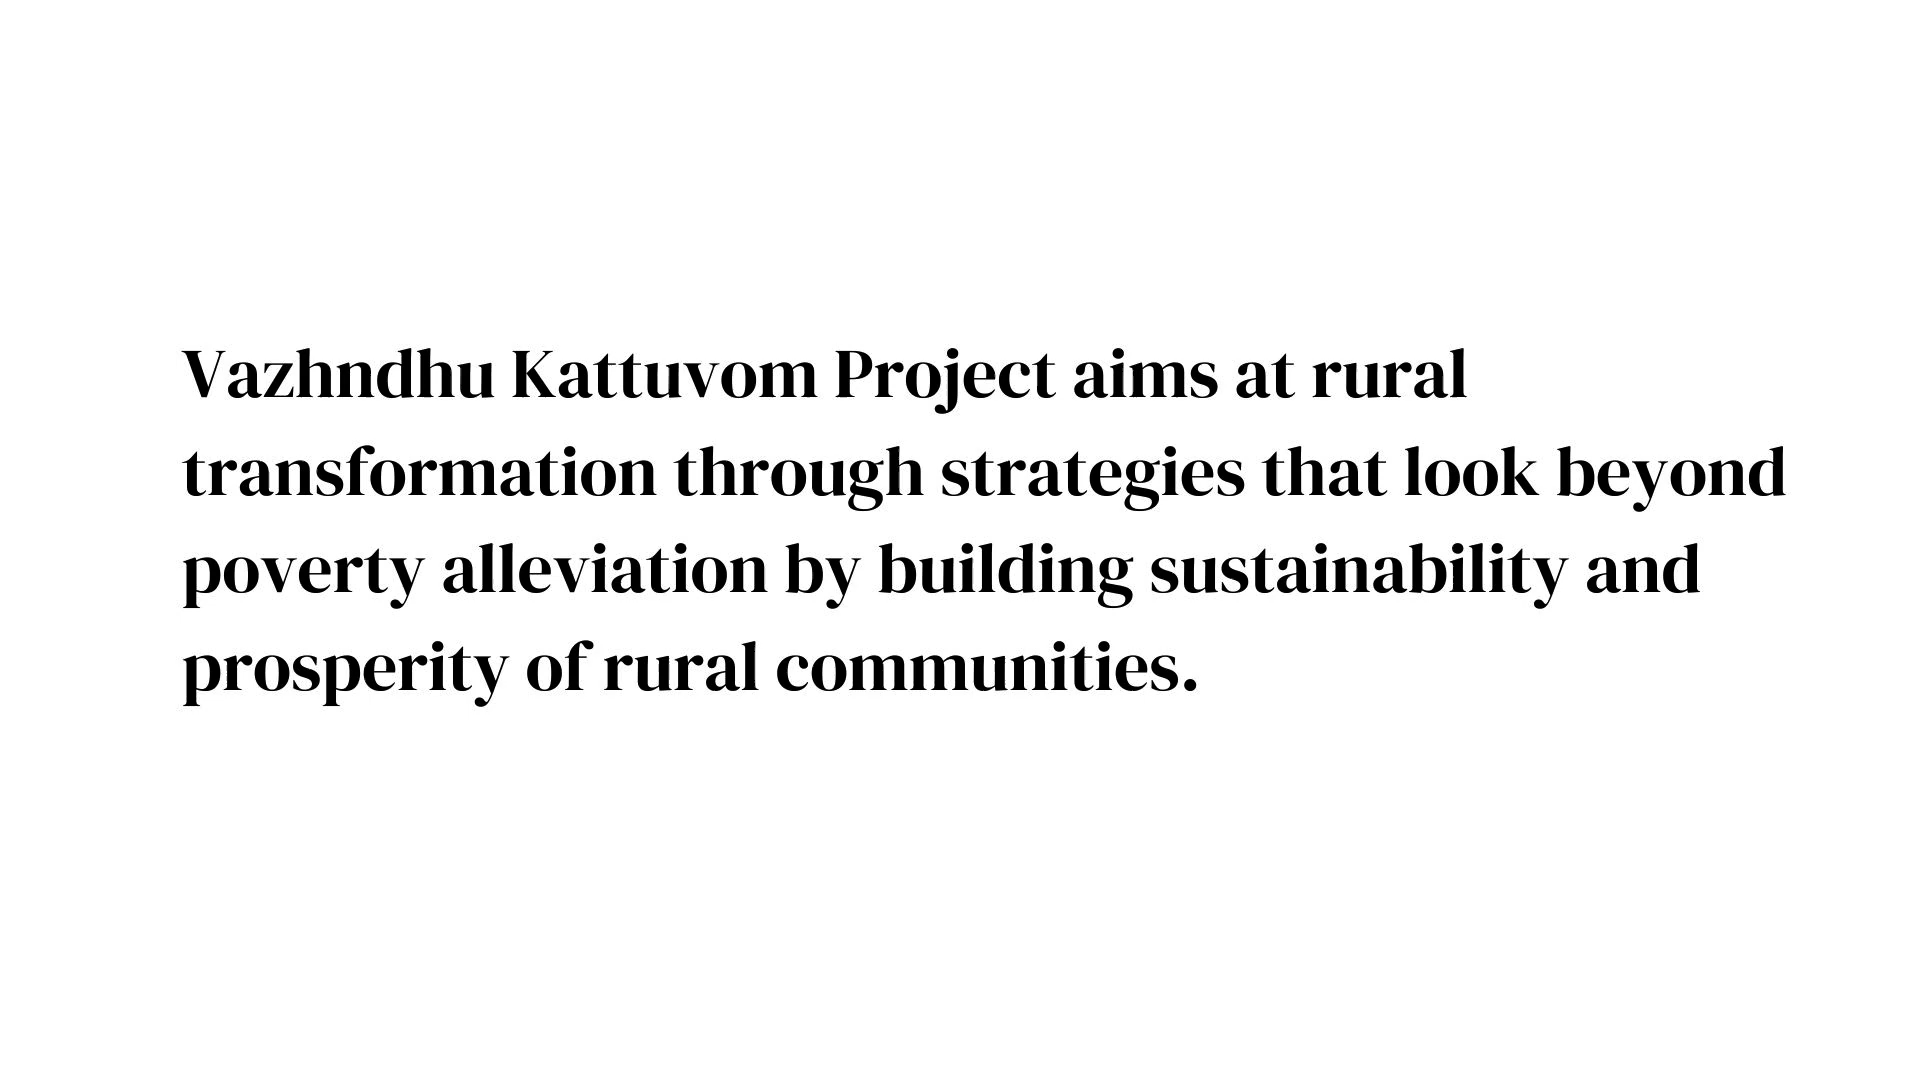 Vazhndhu Kattuvom Project aims at rural
transformation through strategies that look beyond
poverty alleviation by building sustainability and
prosperity of rural communities.